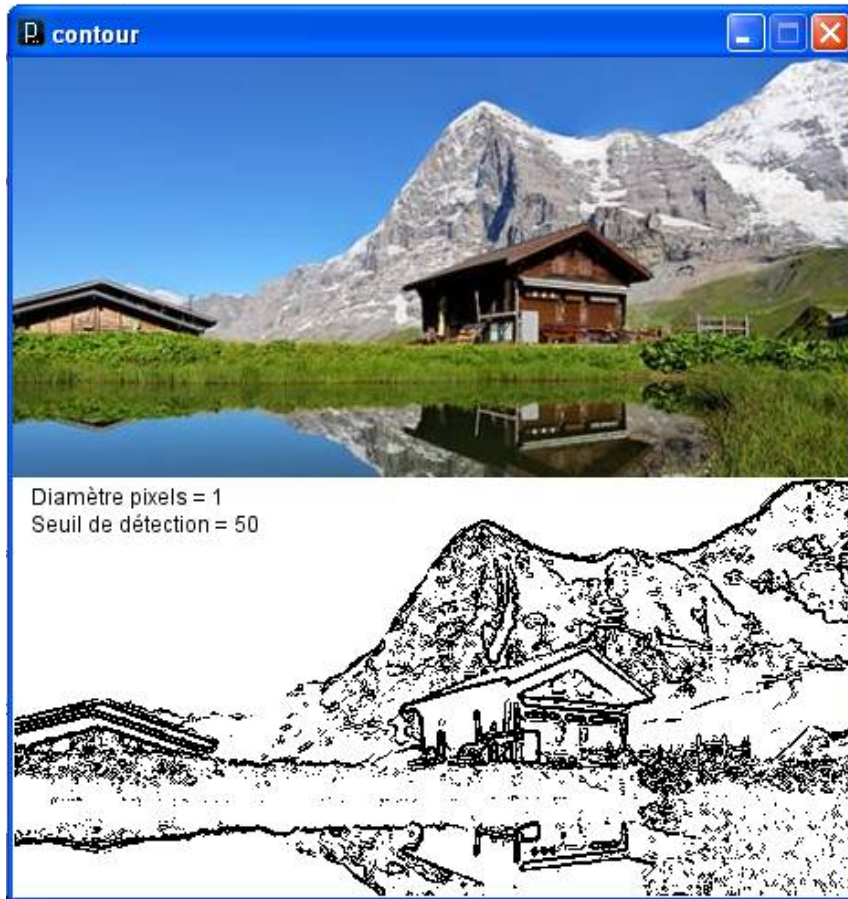 contour
Diamètre pixels = 1
Seuil de détection = 50